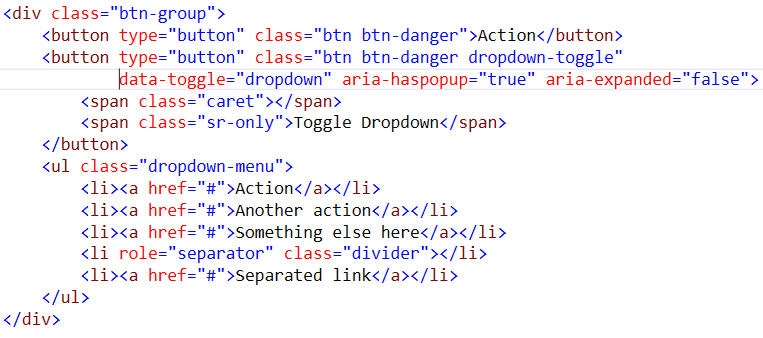 <div class="btn-group">
    <button type="button" class="btn btn-danger">Action</button>
    <button type="button" class="btn btn-danger dropdown-toggle"
            data-toggle="dropdown" aria-haspopup="true" aria-expanded="false">
        <span class="caret"></span>
        <span class="sr-only">Toggle Dropdown</span>
    </button>
    <ul class="dropdown-menu">
        <li><a href="#">Action</a></li>
        <li><a href="#">Another action</a></li>
        <li><a href="#">Something else here</a></li>
        <li role="separator" class="divider"></li>
        <li><a href="#">Separated link</a></li>
    </ul>
</div>